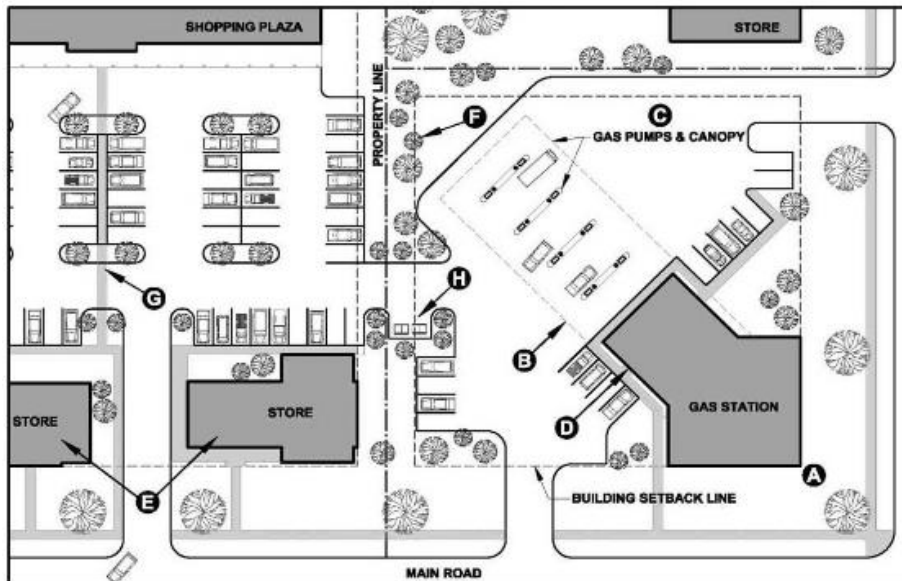 SHOPPING PLAZA
STORE
PROPERTY LINE
C
F
GAS PUMPS & CANOPY
G
H
B
STORE
STORE
D
GAS STATION
E
A
BUILDING SETBACK LINE
MAIN ROAD